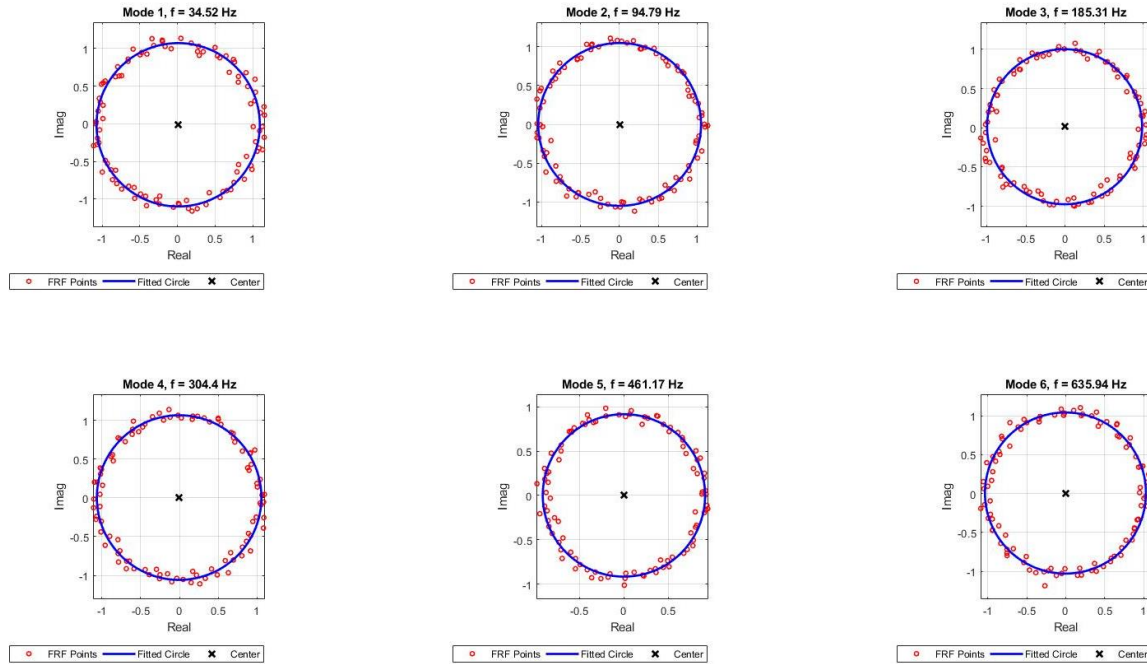 Mode 1, f = 34.52 Hz
1
0.5
0
-0.5
-1
Imag
-1 -0.5 0 0.5 1
Real
FRF Points Fitted Circle Center
Mode 2, f = 94.79 Hz
1
0.5
0
-0.5
-1
Imag
-1 -0.5 0 0.5 1
Real
FRF Points Fitted Circle Center
Mode 3, f = 185.31 Hz
1
0.5
0
-0.5
-1
Imag
-1 -0.5 0 0.5 1
Real
FRF Points Fitted Circle Center
Mode 4, f = 304.4 Hz
1
0.5
0
-0.5
-1
Imag
-1 -0.5 0 0.5 1
Real
FRF Points Fitted Circle Center
Mode 5, f = 461.17 Hz
1
0.5
0
-0.5
-1
Imag
-0.5 0 0.5
Real
FRF Points Fitted Circle Center
Mode 6, f = 635.94 Hz
1
0.5
0
-0.5
-1
Imag
-1 -0.5 0 0.5 1
Real
FRF Points Fitted Circle Center